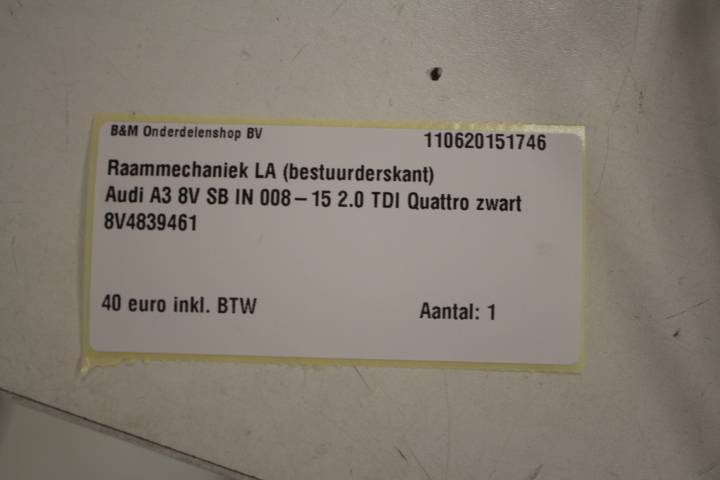 B&M Onderdelenshop BV
110620151746
Raammechaniek LA (bestuurderskant)
Audi A3 8V SB IN 008-15 2.0 TDI Quattro zwart
8V4839461
40 euro inkl. BTW
Aantal: 1